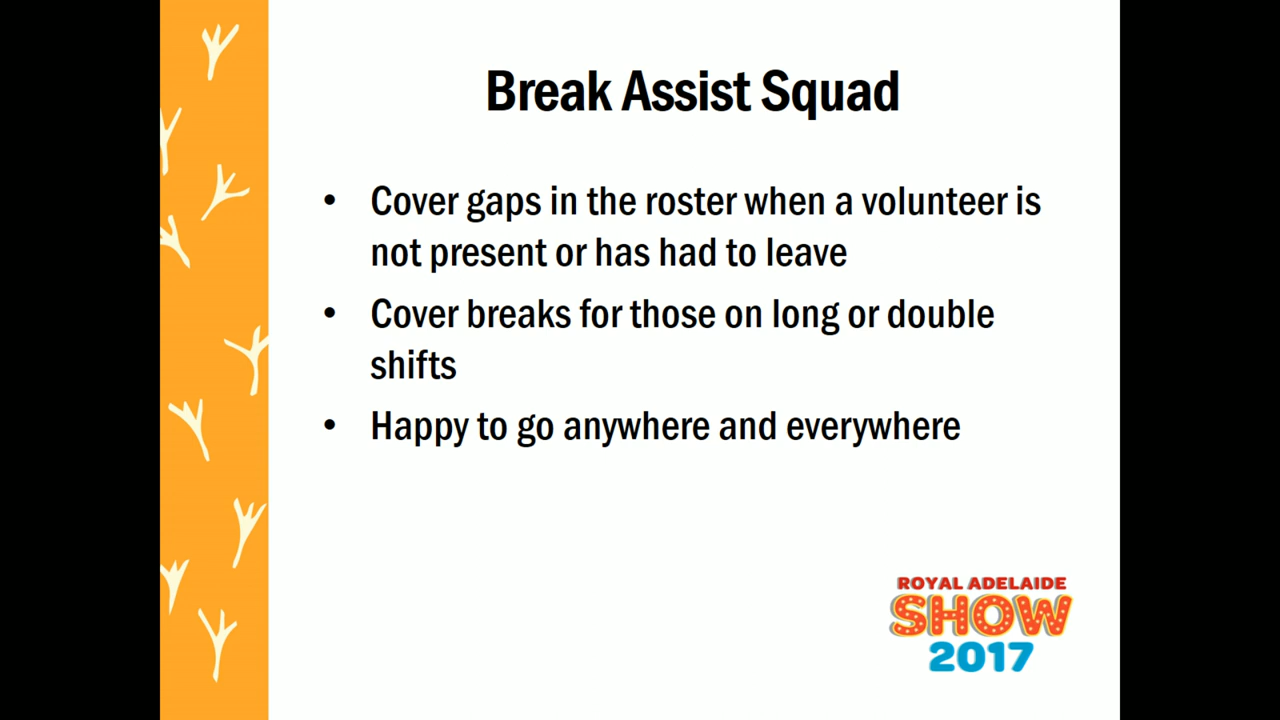 Break Assist Squad
• Cover gaps in the roster when a volunteer is
not present or has had to leave
• Cover breaks for those on long or double
shifts
• Happy to go anywhere and everywhere
ROYAL ADELAIDE
SHOW
2017